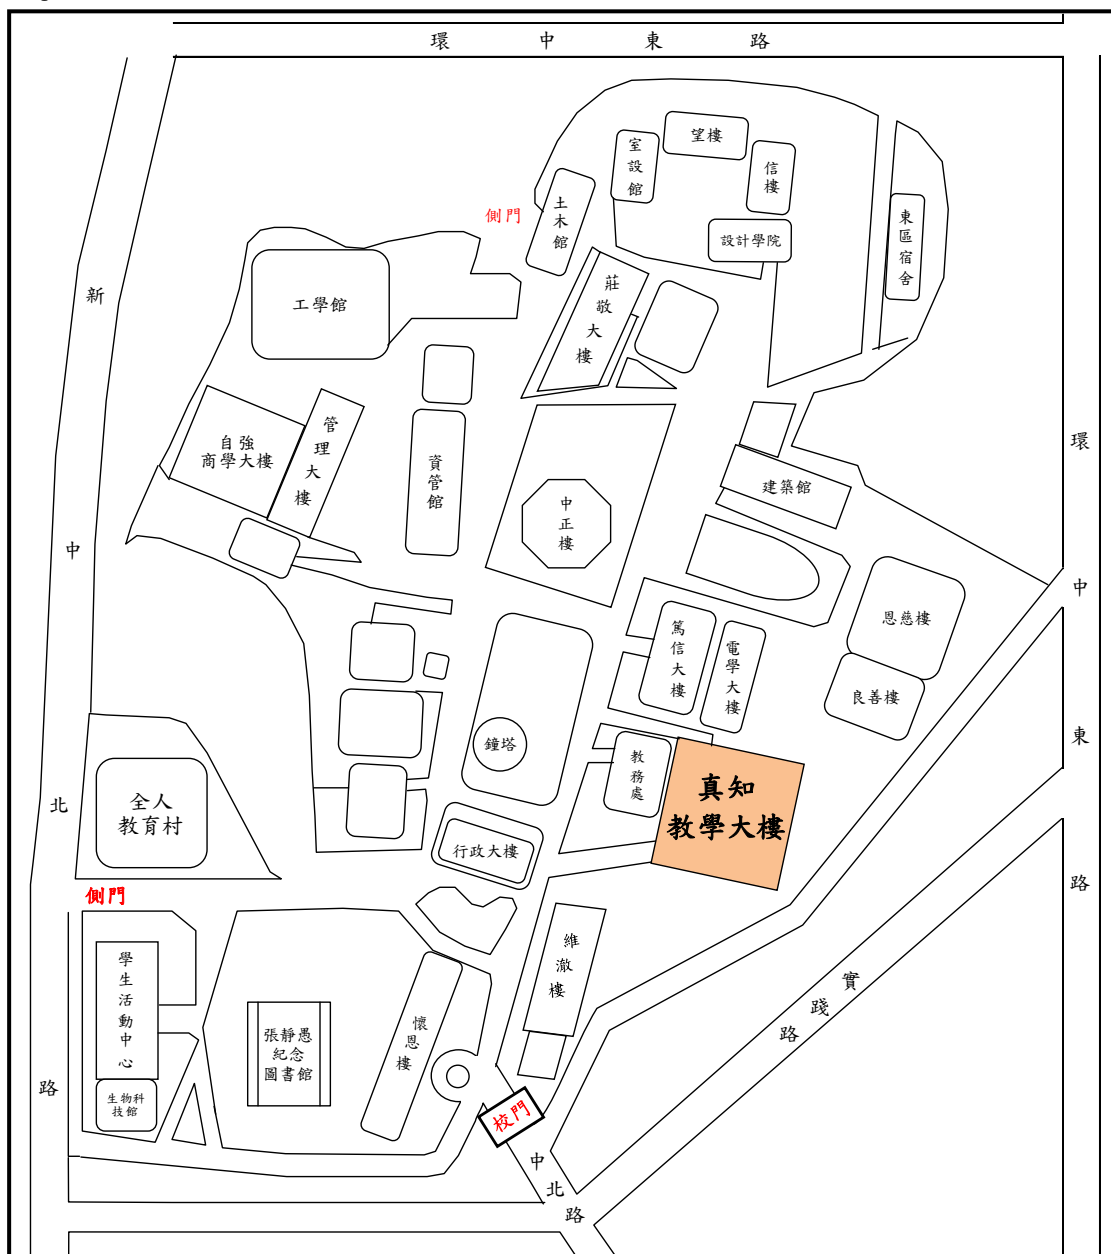 環中東路
望樓
室設館
信樓
土木館
側門
東區宿舍
設計學院
莊敬大樓
工學館
新中北路
環中東路
自強
商學大樓
管理大樓
資管館
中正樓
建築館
恩慈樓
良善樓
篤信大樓
電學大樓
鐘塔
教務處
真知
教學大樓
全人
教育村
行政大樓
側門
維澈樓
學生活動中心
張靜愚
紀念
圖書館
懷恩樓
生物科
技館
校門
實踐路
中北路